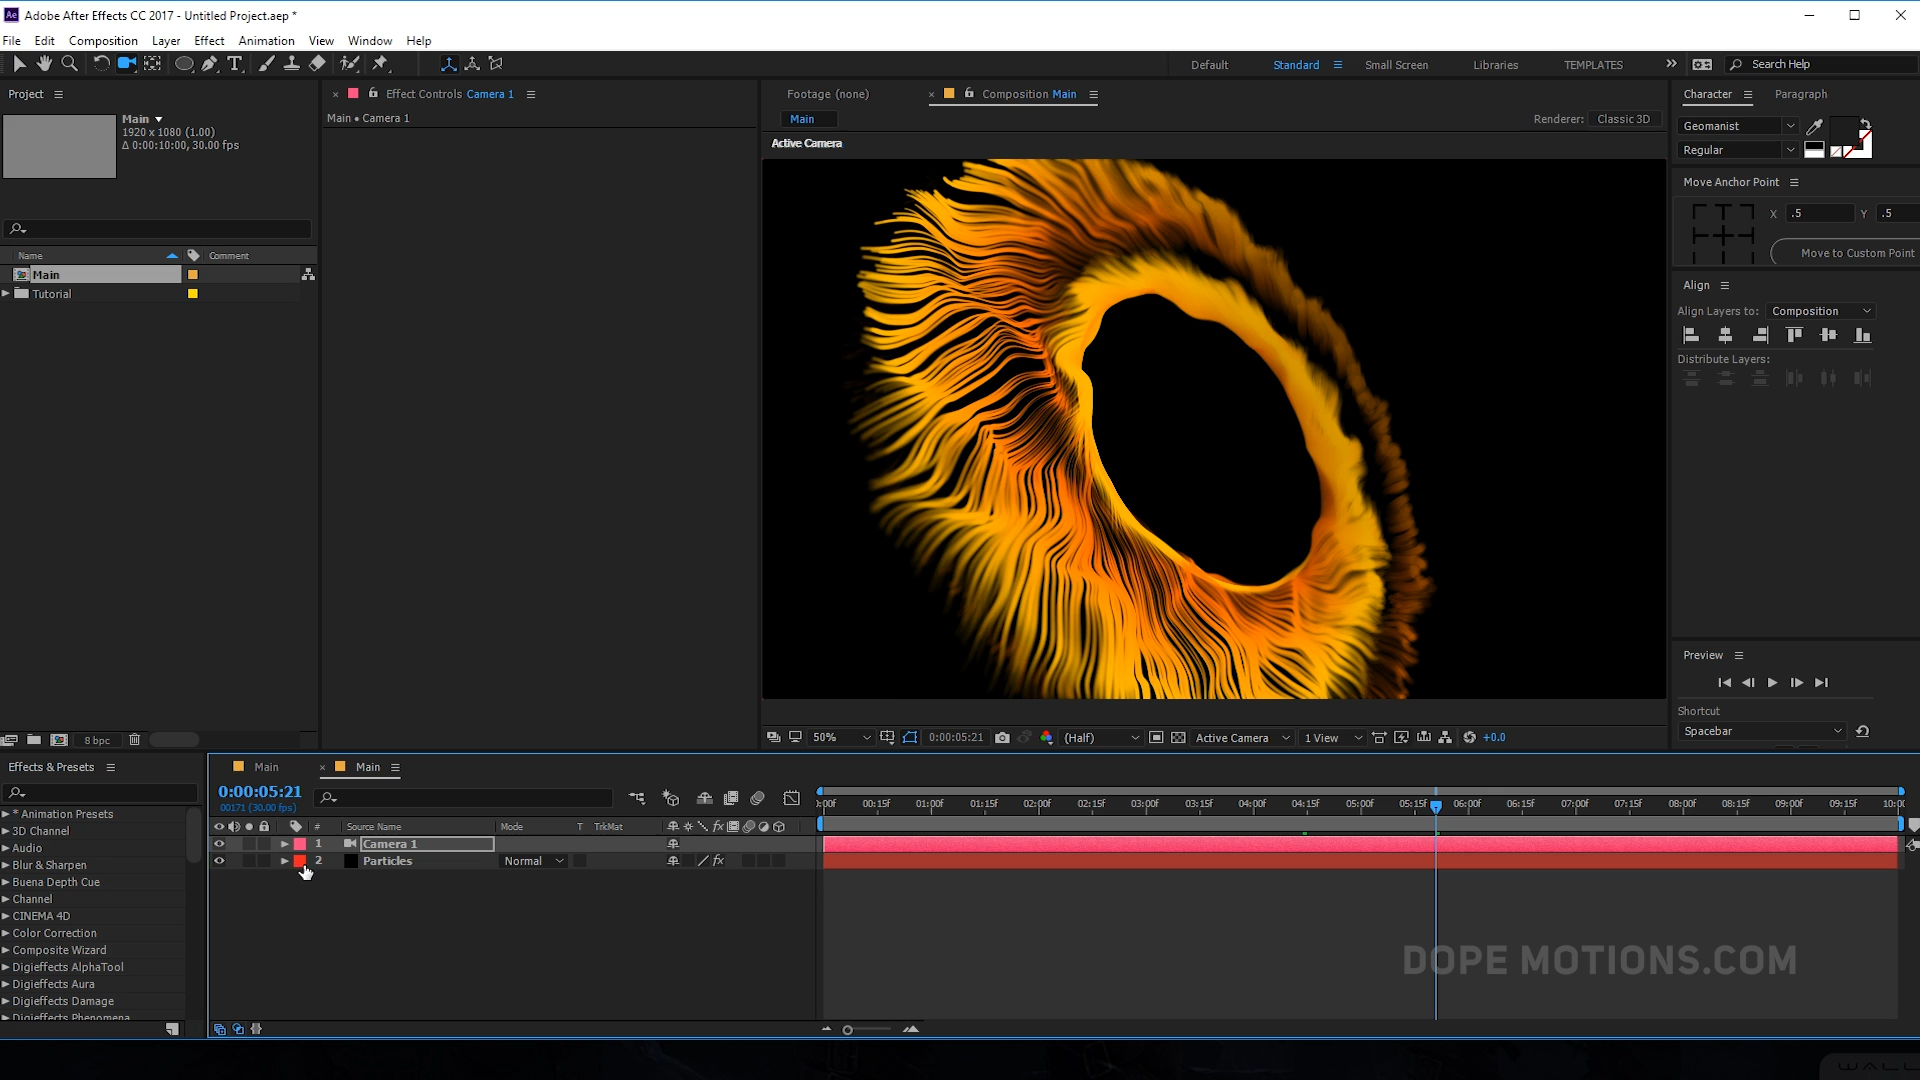 Adobe After Effects CC 2017 - Untitled Project.aep *
File Edit Composition Layer Effect Animation View Window Help
Default Standard Small Screen Libraries TEMPLATES Search Help
Project
Main
1920 x 1080 (1.00)
Δ 0:00:10:00, 30.00 fps
Name Comment
Main
Tutorial
8 bpc
Effect Controls Camera 1
Main • Camera 1
Footage (none) Composition Main
Main Renderer: Classic 3D
Active Camera
50% 0:00:05:21 (Half) Active Camera 1 View +0.0
Character Paragraph
Geomanist
Regular
Move Anchor Point
X .5 Y .5
Move to Custom Point
Align
Align Layers to: Composition
Distribute Layers:
Preview
Shortcut
Spacebar
Effects & Presets
* Animation Presets
3D Channel
Audio
Blur & Sharpen
Buena Depth Cue
Channel
CINEMA 4D
Color Correction
Composite Wizard
Digieffects AlphaTool
Digieffects Aura
Digieffects Damage
Digieffects Phenomena
Main Main
0:00:05:21
00171 (30.00 fps)
# Source Name Mode T TrkMat
1 Camera 1
2 Particles Normal
:00f 00:15f 01:00f 01:15f 02:00f 02:15f 03:00f 03:15f 04:00f 04:15f 05:00f 05:15f 06:00f 06:15f 07:00f 07:15f 08:00f 08:15f 09:00f 09:15f 10:0
DOPE MOTIONS.COM